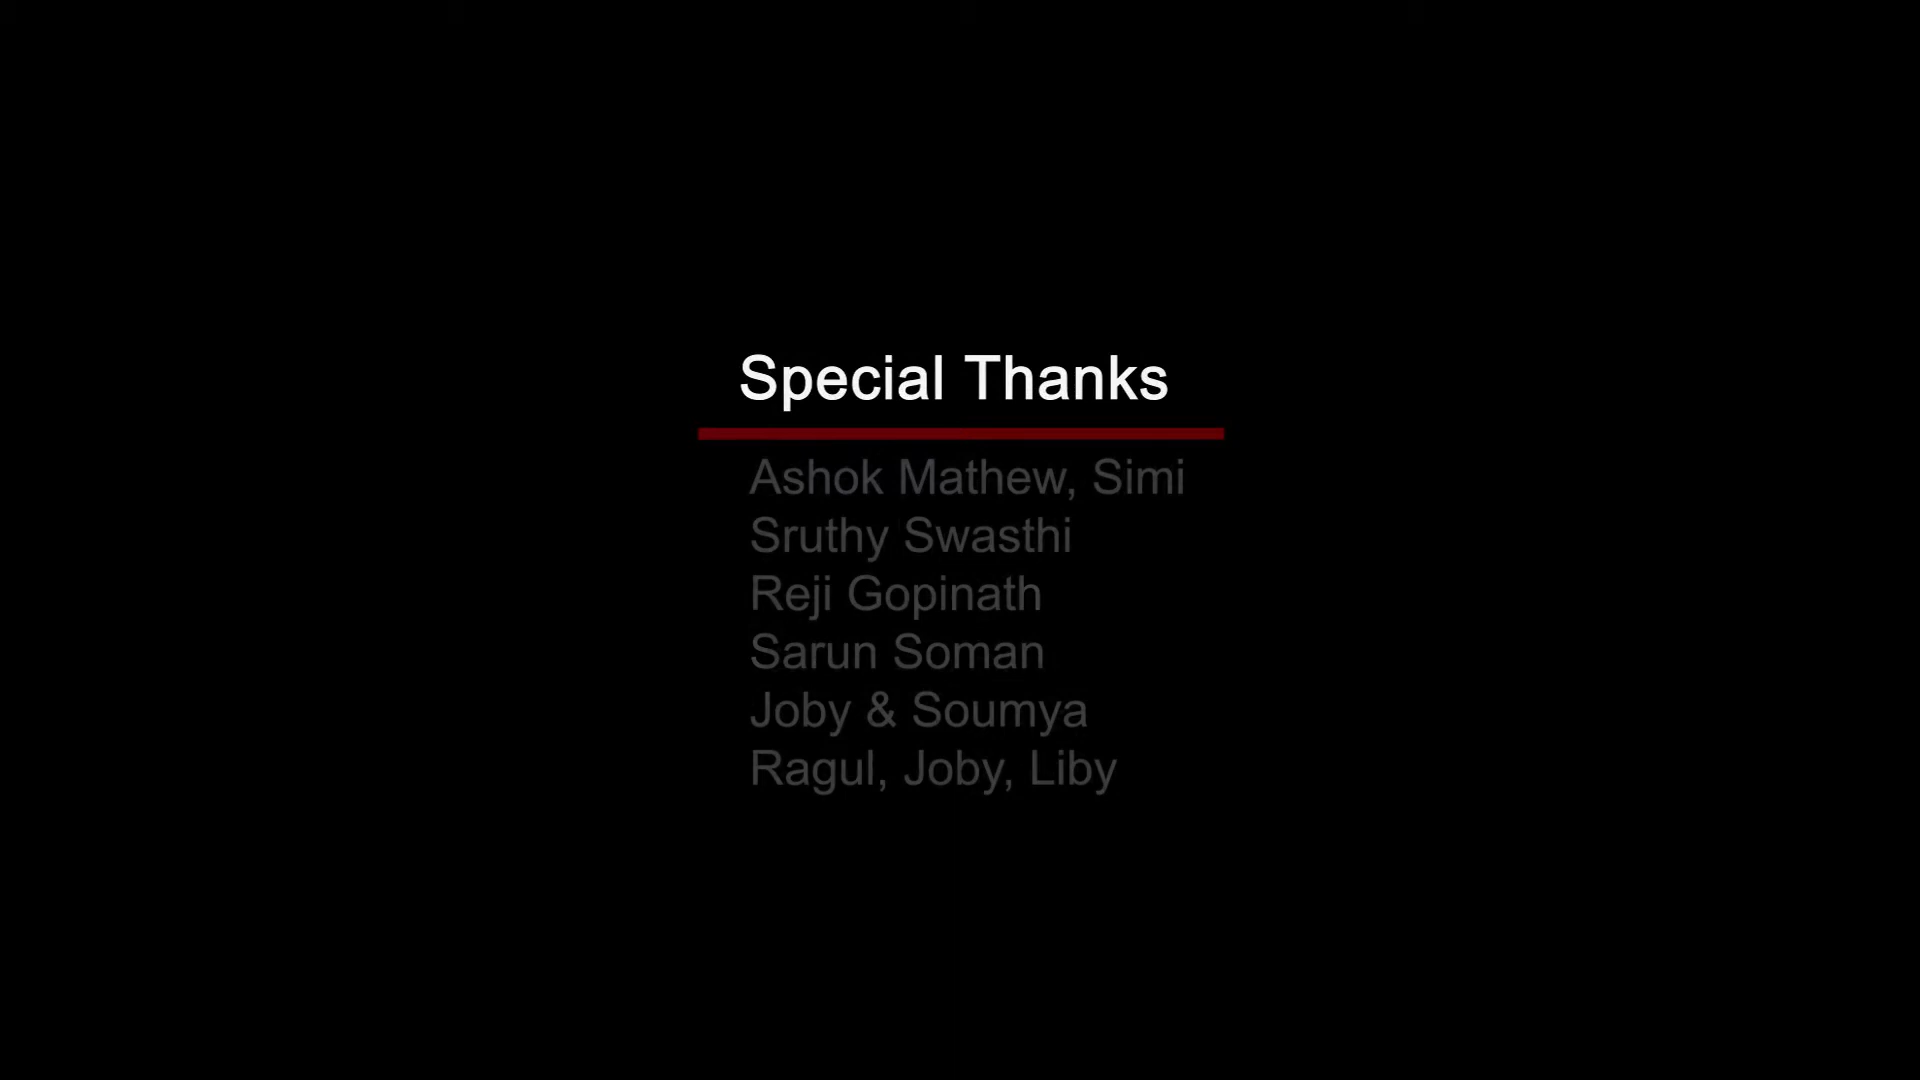 Special Thanks
Ashok Mathew, Simi
Sruthy Swasthi
Reji Gopinath
Sarun Soman
Joby & Soumya
Ragul, Joby, Liby